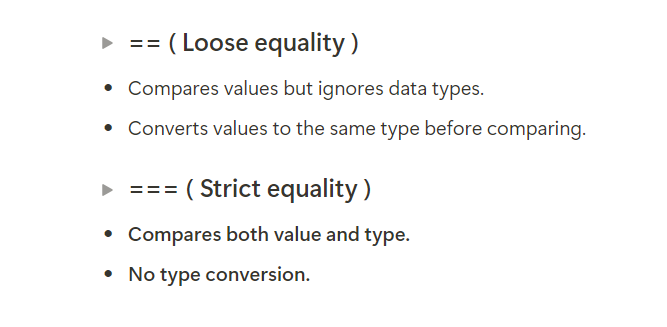 == ( Loose equality )
Compares values but ignores data types.
Converts values to the same type before comparing.
=== ( Strict equality )
Compares both value and type.
No type conversion.